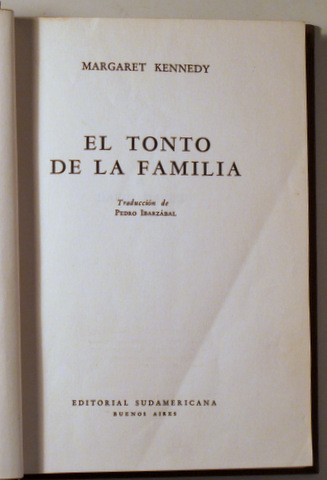 MARGARET KENNEDY
EL TONTO
DE LA FAMILIA
Traducción de
PEDRO IBARZÁBAL
EDITORIAL SUDAMERICANA
BUENOS AIRES